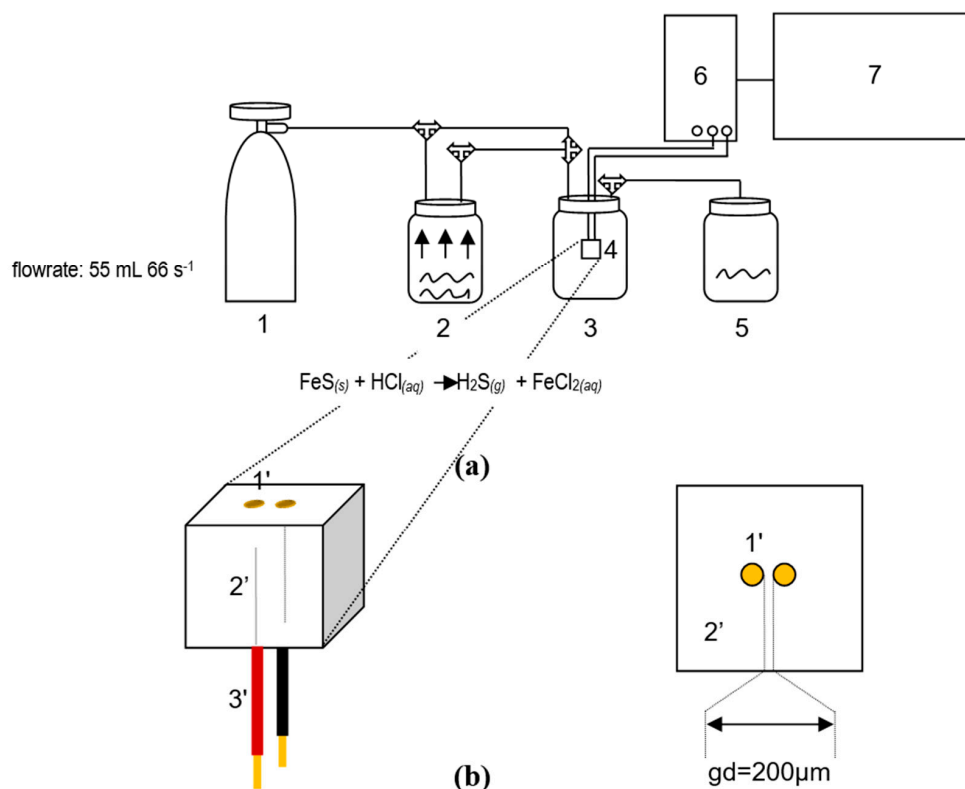 6
7
flowrate: 55 mL 66 s⁻¹
4
1
2
3
5
FeS(s) + HCl(aq) → H₂S(g) + FeCl₂(aq)
(a)
1'
2’
3'
1'
2’
gd=200µm
(b)